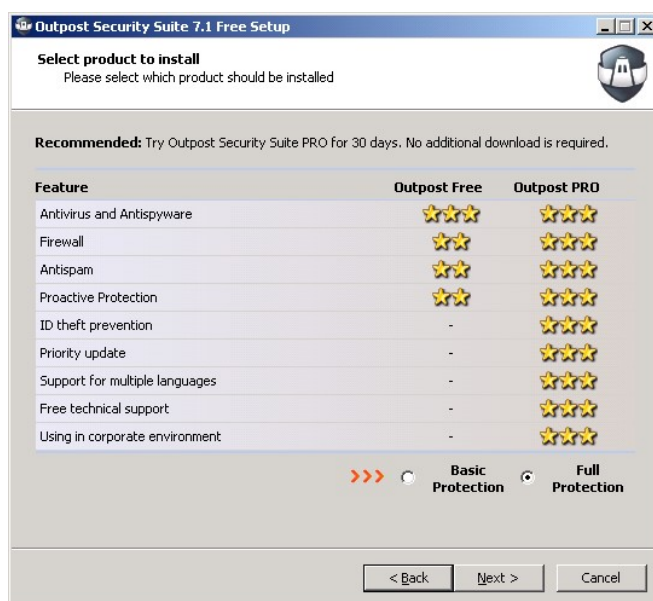 Outpost Security Suite 7.1 Free Setup
Select product to install
Please select which product should be installed
Recommended: Try Outpost Security Suite PRO for 30 days. No additional download is required.
Feature Outpost Free Outpost PRO
Antivirus and Antispyware
Firewall
Antispam
Proactive Protection
ID theft prevention -
Priority update -
Support for multiple languages -
Free technical support -
Using in corporate environment -
>>> Basic Full
Protection Protection
< Back Next > Cancel